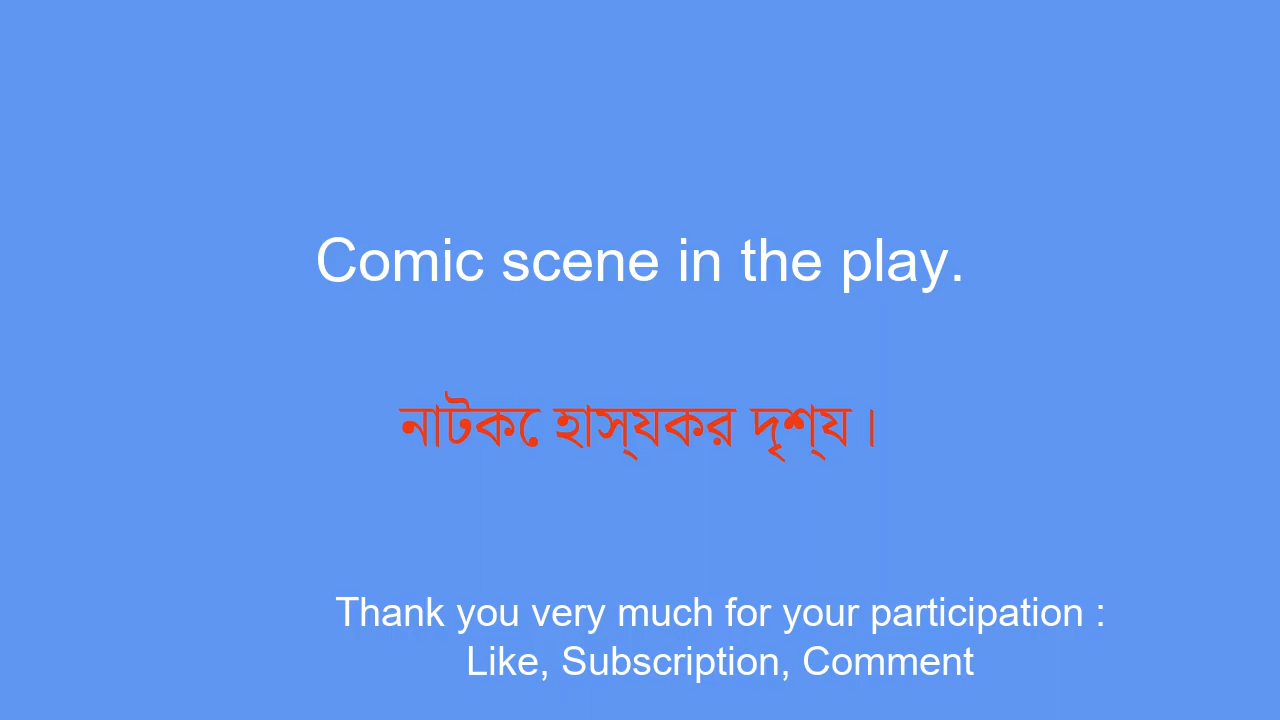 Comic scene in the play.
নাটকে হাস্যকর দৃশ্য।
Thank you very much for your participation :
Like, Subscription, Comment